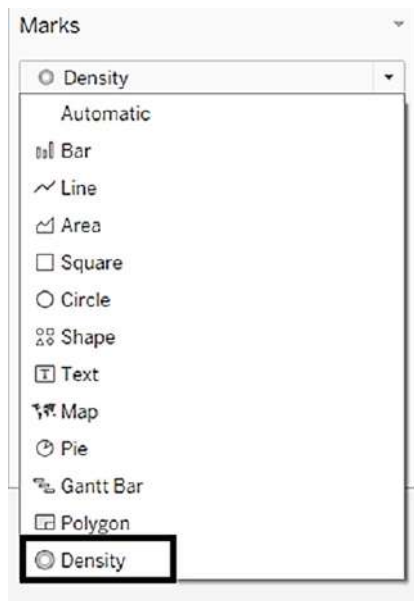 Marks
Density
Automatic
Bar
Line
Area
Square
Circle
Shape
Text
Map
Pie
Gantt Bar
Polygon
Density